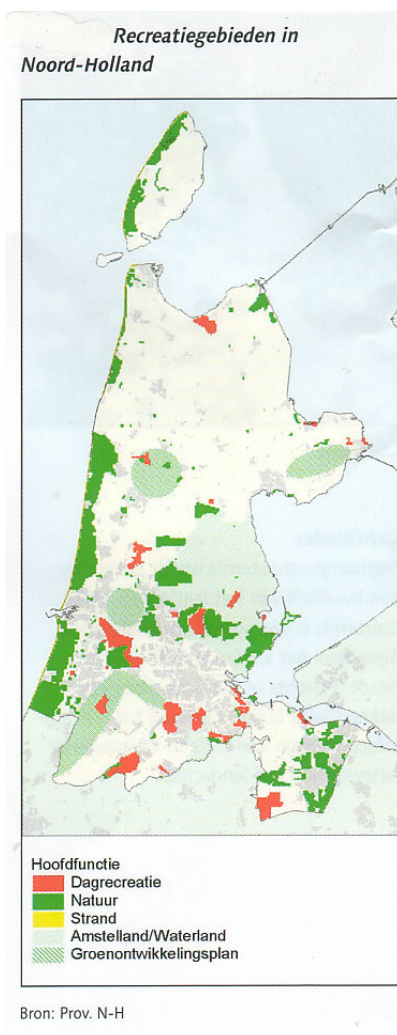 Recreatiegebieden in
Noord-Holland
Hoofdfunctie
Dagrecreatie
Natuur
Strand
Amstelland/Waterland
Groenontwikkelingsplan
Bron: Prov. N-H